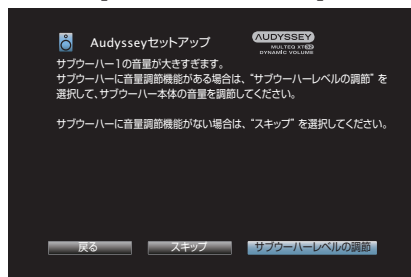 Audysseyセットアップ
AUDYSSEY
MULTEQ XT32
DYNAMIC VOLUME
サブウーハー1の音量が大きすぎます。
サブウーハーに音量調節機能がある場合は、“サブウーハーレベルの調節” を
選択して、サブウーハー本体の音量を調節してください。
サブウーハーに音量調節機能がない場合は、“スキップ” を選択してください。
戻る
スキップ
サブウーハーレベルの調節